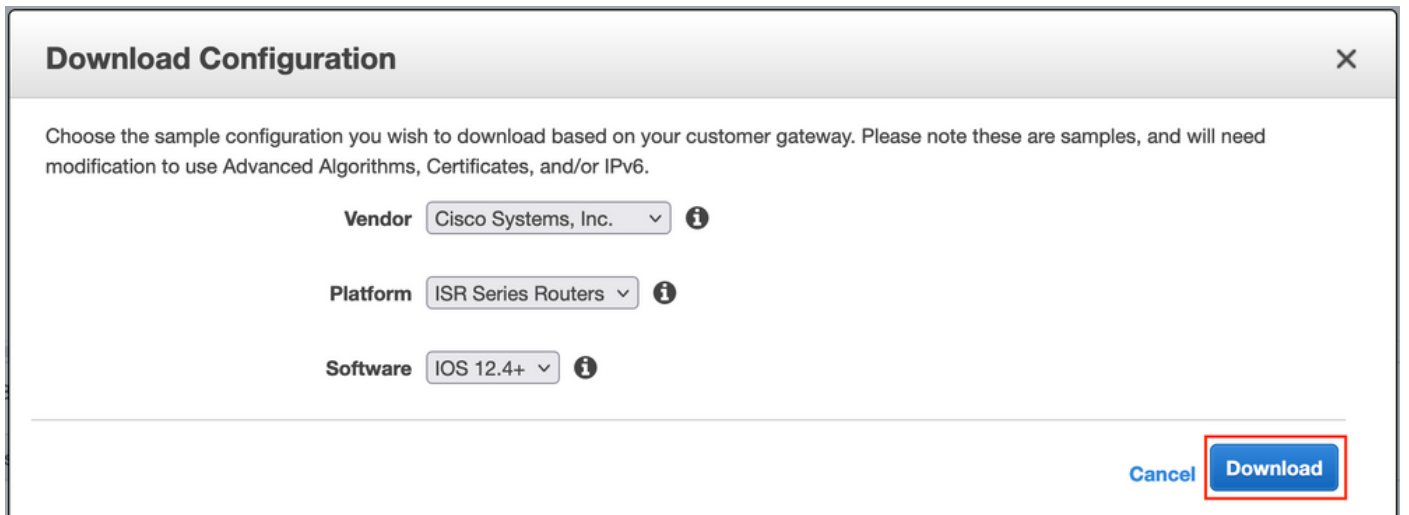 Download Configuration
Choose the sample configuration you wish to download based on your customer gateway. Please note these are samples, and will need
modification to use Advanced Algorithms, Certificates, and/or IPv6.
Vendor Cisco Systems, Inc.
Platform ISR Series Routers
Software IOS 12.4+
Cancel Download